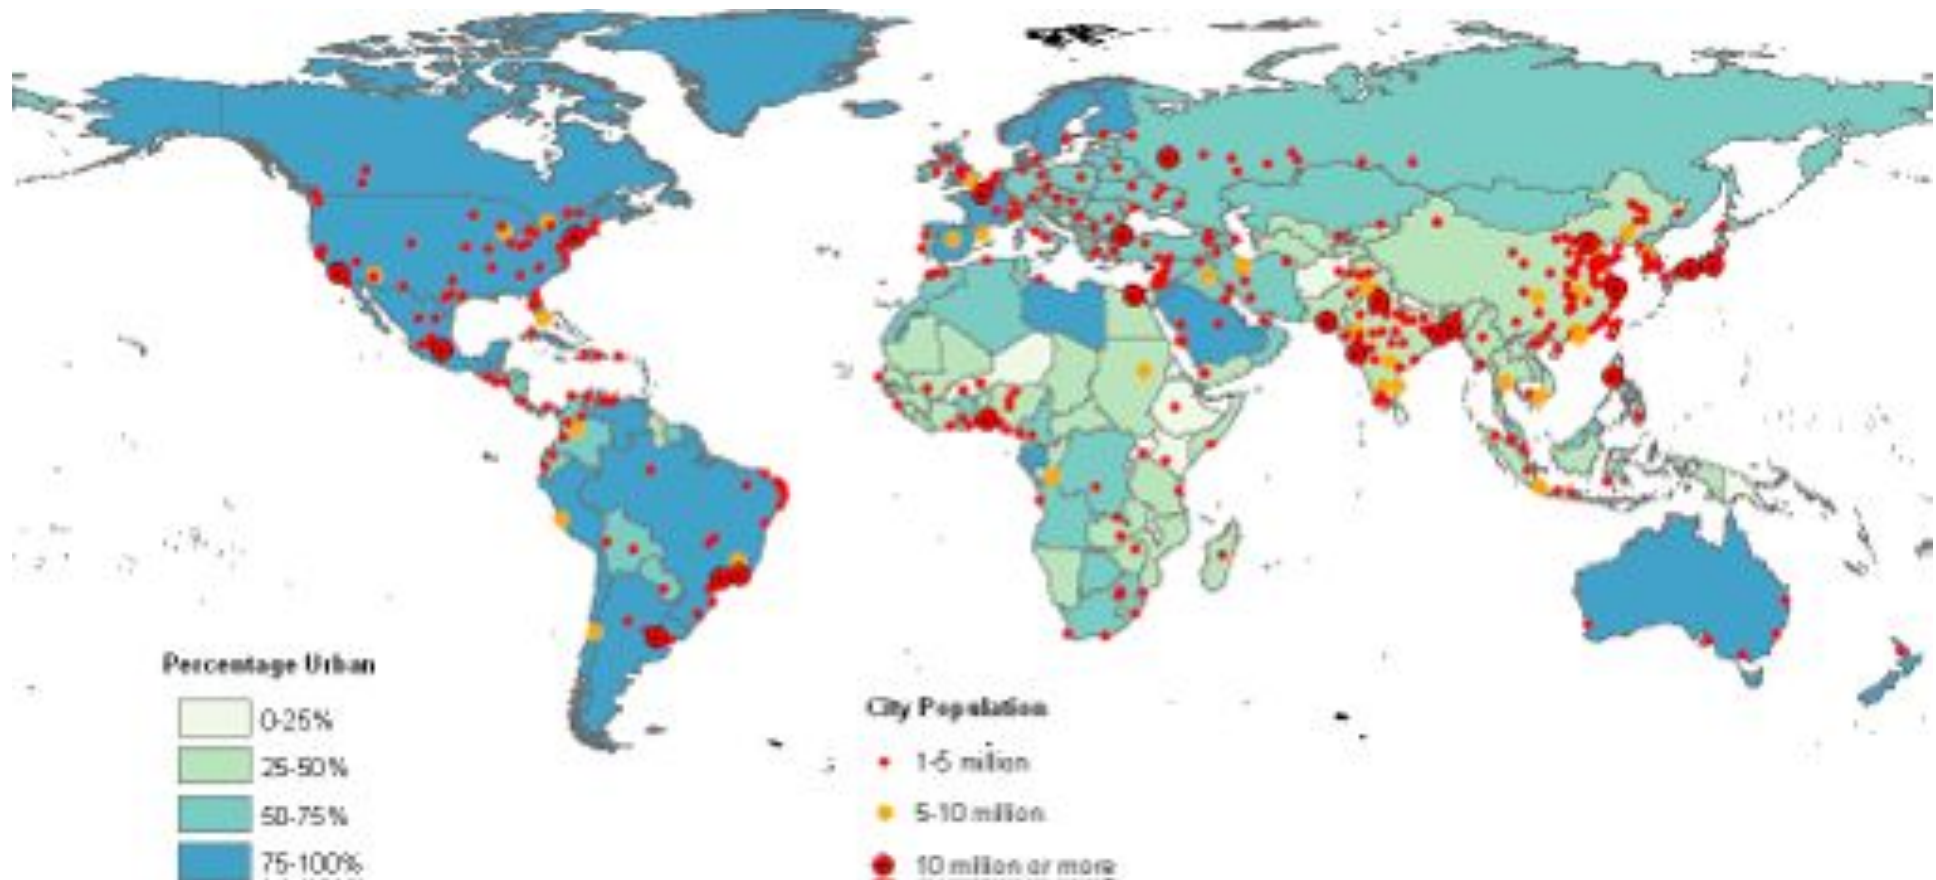 Percentage Urban
0-25%
25-50%
50-75%
75-100%
City Population
1-5 million
5-10 million
10 million or more